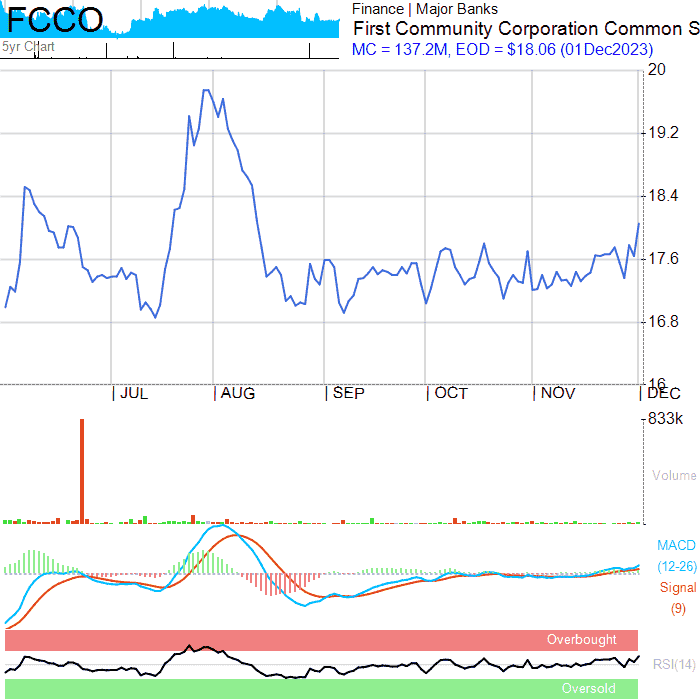 FCCO
5yr Chart
Finance | Major Banks
First Community Corporation Common S
MC = 137.2M, EOD = $18.06 (01Dec2023)
20
19.2
18.4
17.6
16.8
16
JUL
AUG
SEP
OCT
NOV
DEC
833k
Volume
MACD
(12-26)
Signal
(9)
Overbought
RSI(14)
Oversold